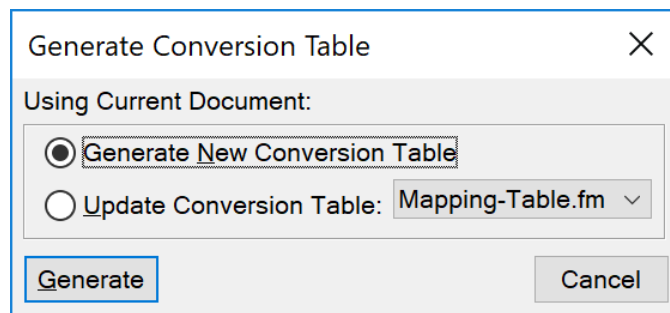 Generate Conversion Table
Using Current Document:
Generate New Conversion Table
Update Conversion Table: Mapping-Table.fm
Generate Cancel